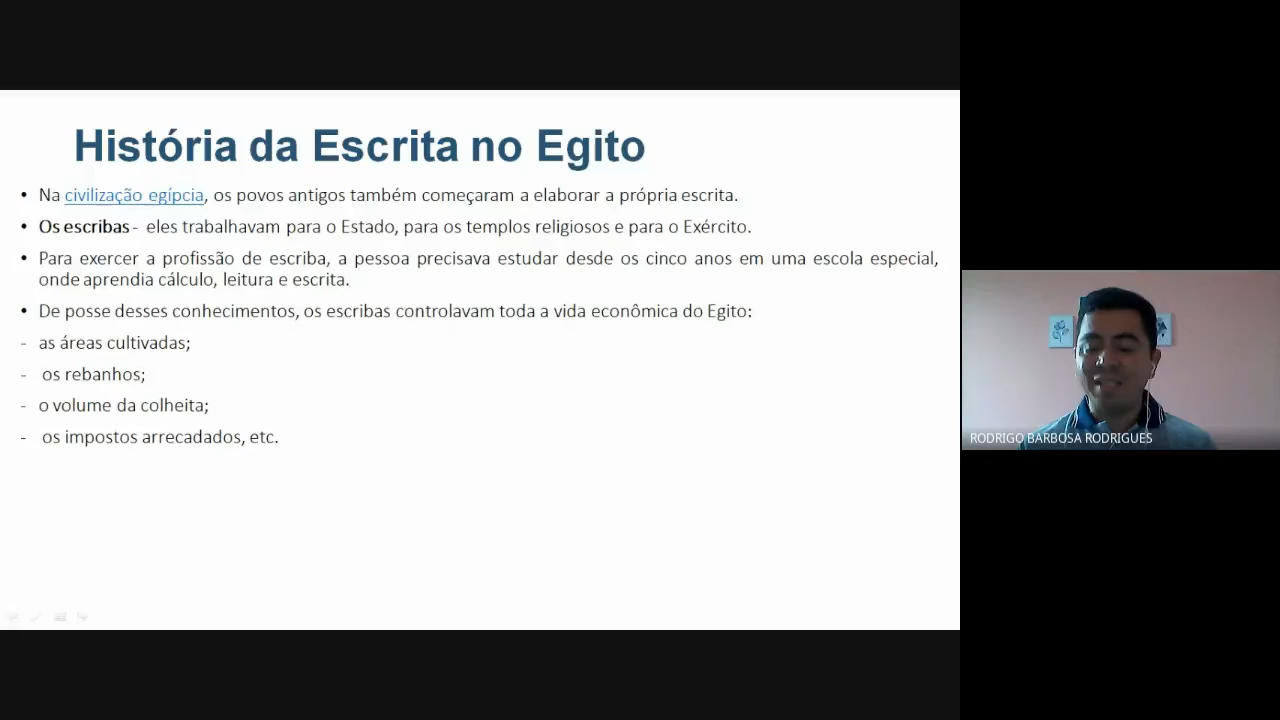 História da Escrita no Egito
• Na civilização egípcia, os povos antigos também começaram a elaborar a própria escrita.
• Os escribas - eles trabalhavam para o Estado, para os templos religiosos e para o Exército.
• Para exercer a profissão de escriba, a pessoa precisava estudar desde os cinco anos em uma escola especial,
onde aprendia cálculo, leitura e escrita.
• De posse desses conhecimentos, os escribas controlavam toda a vida econômica do Egito:
- as áreas cultivadas;
- os rebanhos;
- o volume da colheita;
- os impostos arrecadados, etc.
RODRIGO BARBOSA RODRIGUES